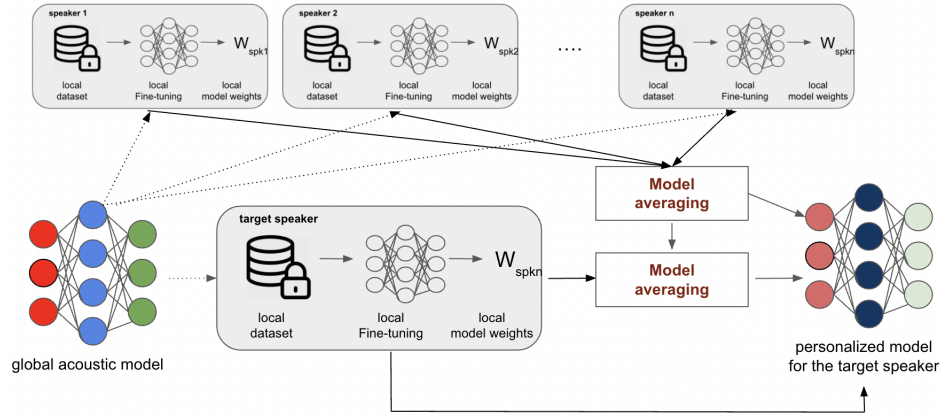 speaker 1
W spk1
local dataset
local Fine-tuning
local model weights
speaker 2
W spk2
local dataset
local Fine-tuning
local model weights
....
speaker n
W spkn
local dataset
local Fine-tuning
local model weights
Model
averaging
target speaker
W spkn
local dataset
local Fine-tuning
local model weights
Model
averaging
global acoustic model
personalized model
for the target speaker